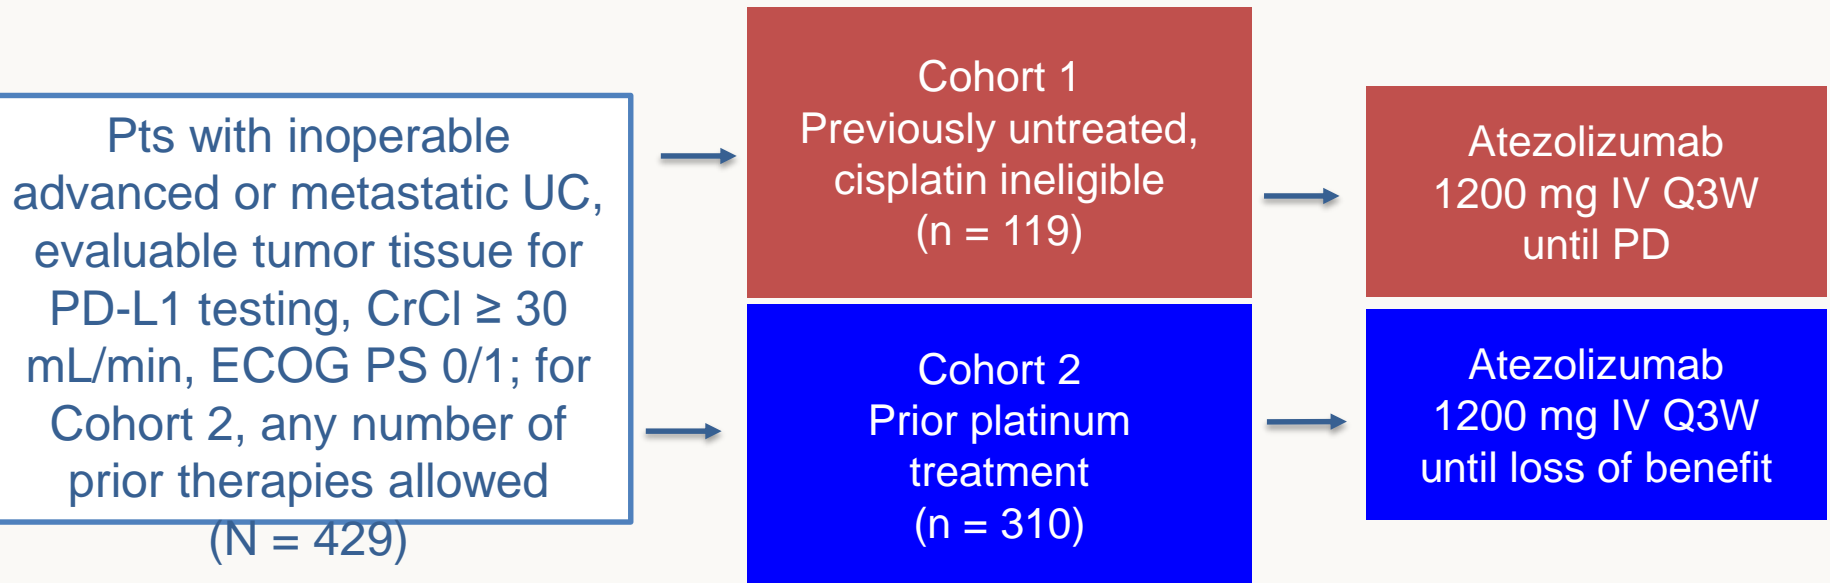 Pts with inoperable
advanced or metastatic UC,
evaluable tumor tissue for
PD-L1 testing, CrCl ≥ 30
mL/min, ECOG PS 0/1; for
Cohort 2, any number of
prior therapies allowed
(N = 429)
Cohort 1
Previously untreated,
cisplatin ineligible
(n = 119)
Atezolizumab
1200 mg IV Q3W
until PD
Cohort 2
Prior platinum
treatment
(n = 310)
Atezolizumab
1200 mg IV Q3W
until loss of benefit